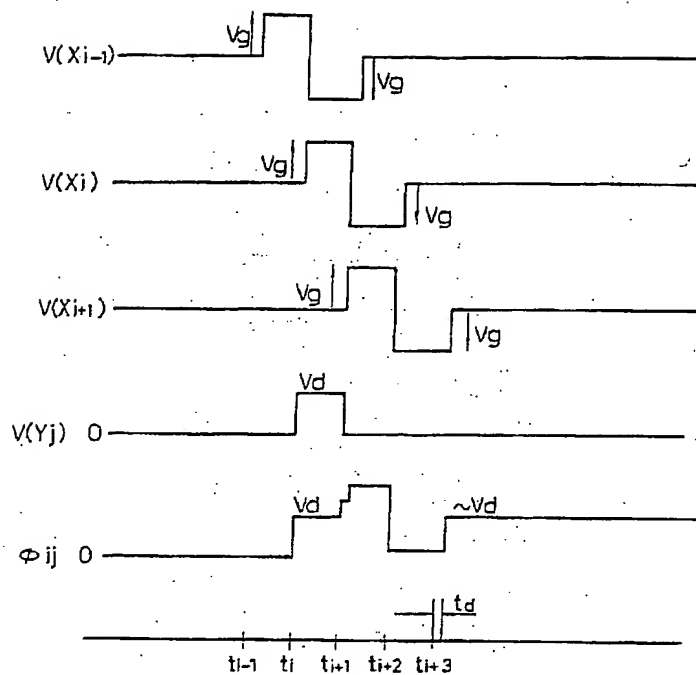 Vg
V(Xi-1)
Vg
Vg
V(Xi)
Vg
Vg
V(Xi+1)
Vg
Vd
V(Yj) 0
Vd
~Vd
Φij 0
td
ti-1 ti ti+1 ti+2 ti+3